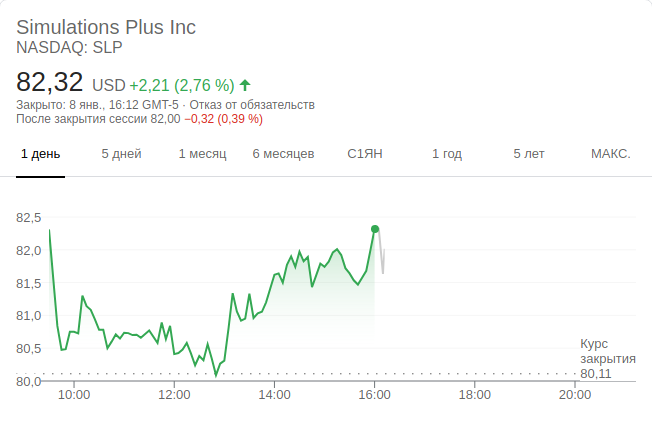 Simulations Plus Inc
NASDAQ: SLP
82,32 USD +2,21 (2,76 %)
Закрыто: 8 янв., 16:12 GMT-5 · Отказ от обязательств
После закрытия сессии 82,00 −0,32 (0,39 %)
1 день 5 дней 1 месяц 6 месяцев С1ЯН 1 год 5 лет МАКС.
82,5
82,0
81,5
81,0
80,5
80,0
Курс
закрытия
80,11
10:00 12:00 14:00 16:00 18:00 20:00